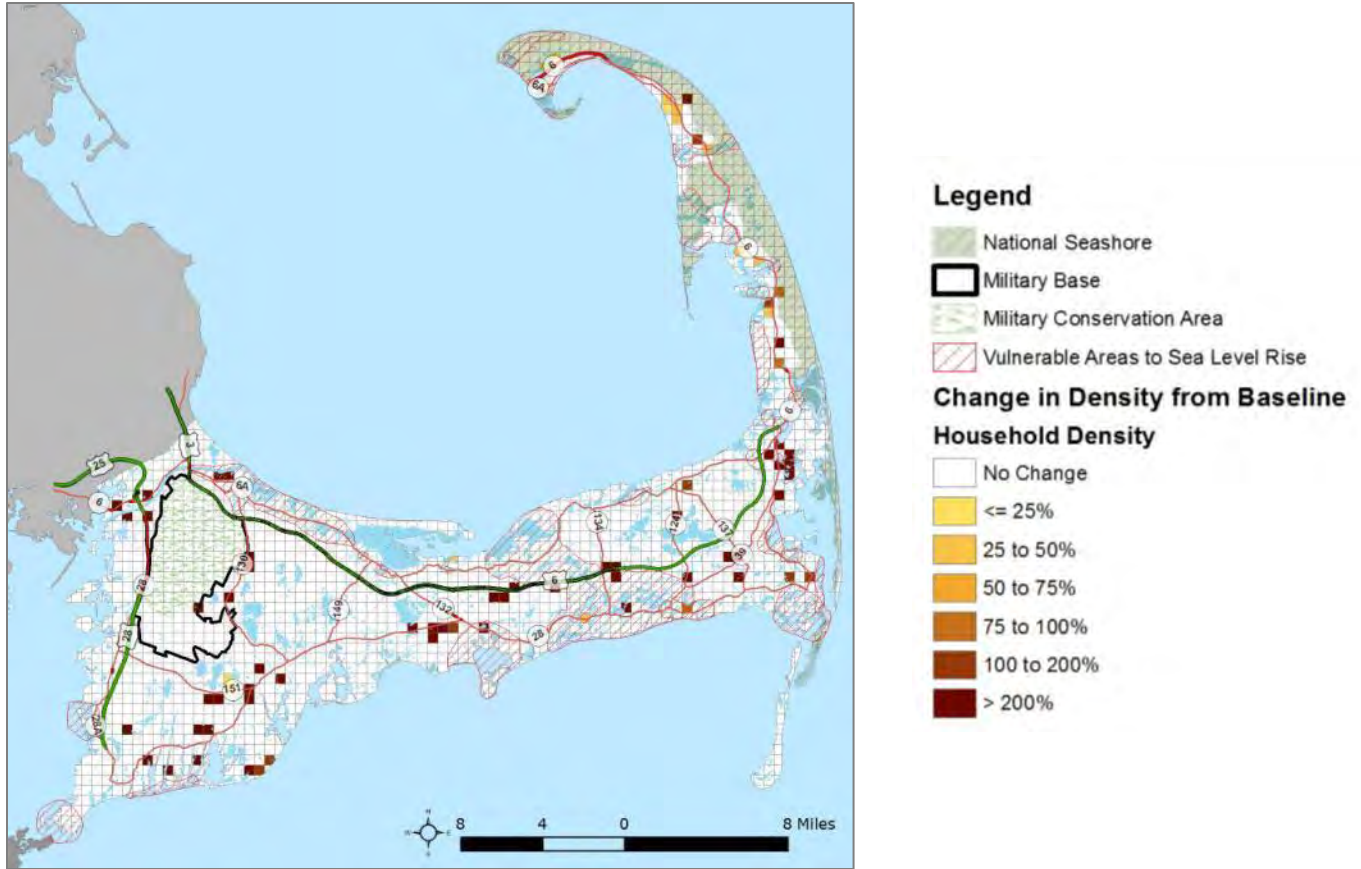 6
6A
6
6
3
25
6
6A
28
130
149
132
134
124
137
39
6
28
28
151
28A
N
W
E
S
8 4 0 8 Miles
Legend
National Seashore
Military Base
Military Conservation Area
Vulnerable Areas to Sea Level Rise
Change in Density from Baseline
Household Density
No Change
<= 25%
25 to 50%
50 to 75%
75 to 100%
100 to 200%
> 200%